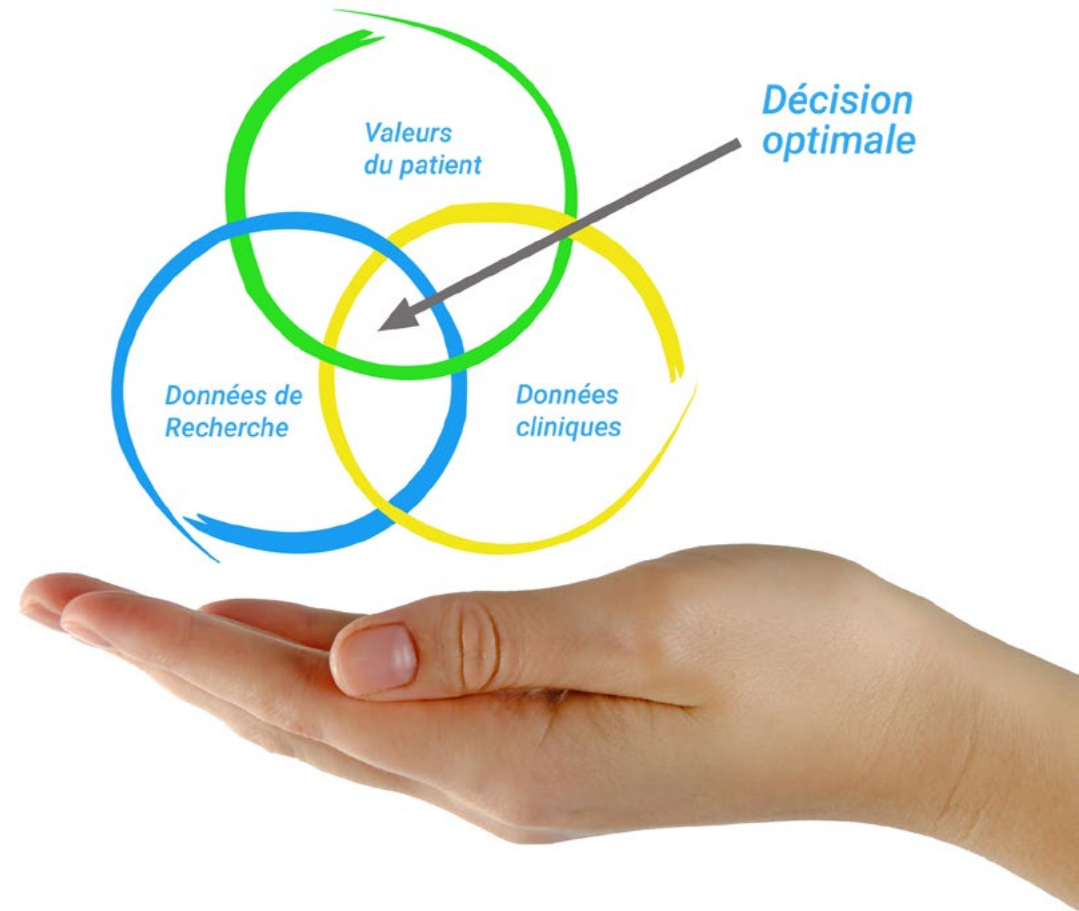 Décision
optimale
Valeurs
du patient
Données de
Recherche
Données
cliniques